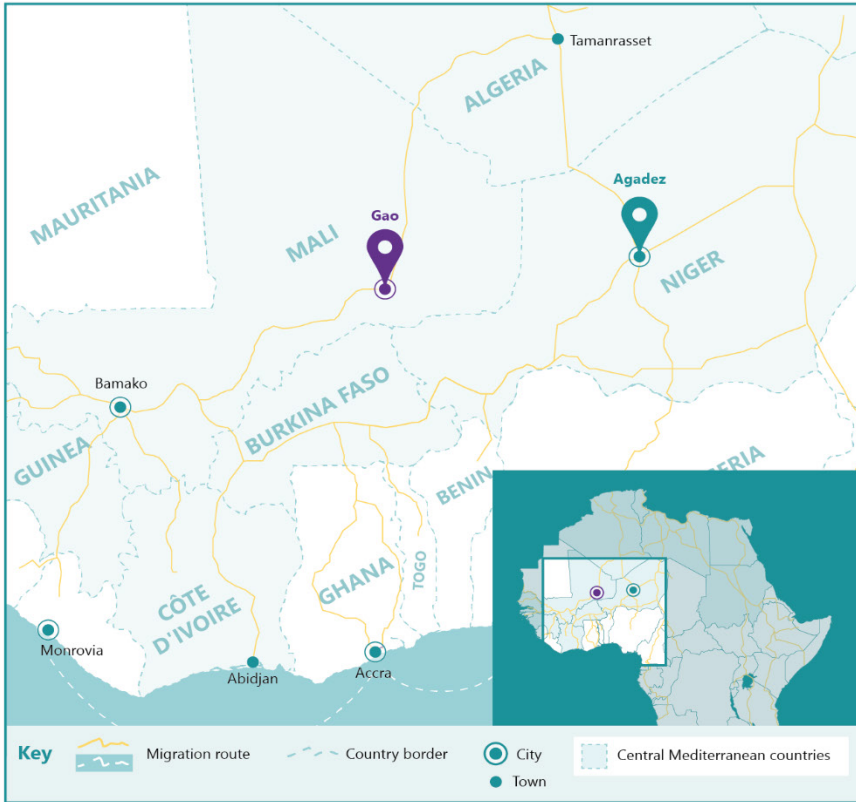 Tamanrasset
ALGERIA
Agadez
MAURITANIA
Gao
MALI
NIGER
Bamako
BURKINA FASO
GUINEA
BENIN
ERIA
GHANA
TOGO
CÔTE
D'IVOIRE
Monrovia
Abidjan
Accra
Key
Migration route
Country border
City
Town
Central Mediterranean countries